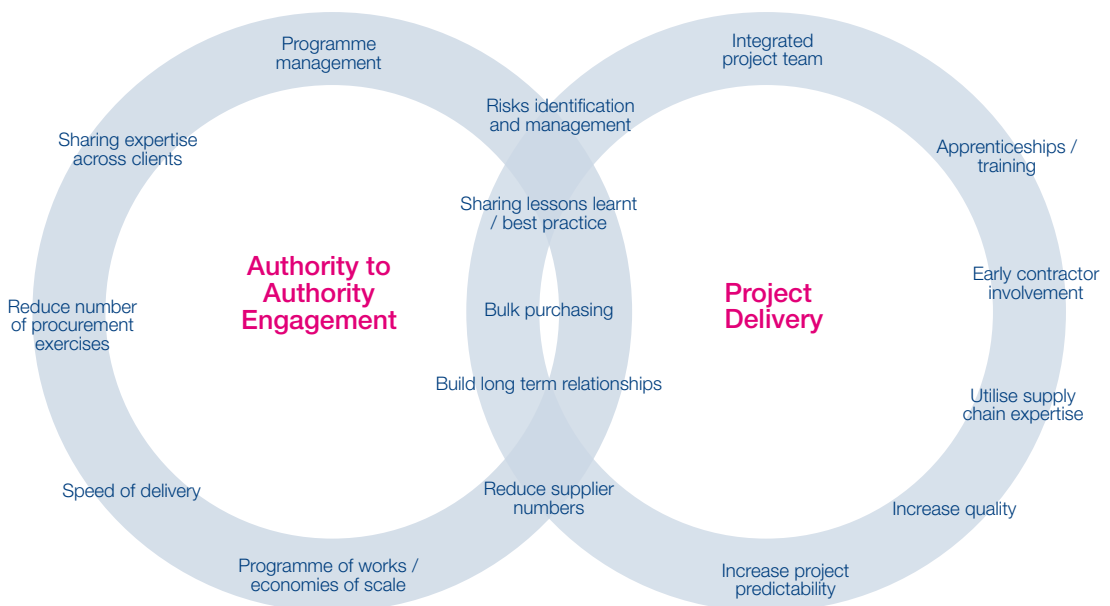 Programme
management
Integrated
project team
Risks identification
and management
Sharing expertise
across clients
Apprenticeships /
training
Sharing lessons learnt
/ best practice
Authority to
Authority
Engagement
Project
Delivery
Early contractor
involvement
Reduce number
of procurement
exercises
Bulk purchasing
Build long term relationships
Utilise supply
chain expertise
Speed of delivery
Reduce supplier
numbers
Increase quality
Programme of works /
economies of scale
Increase project
predictability